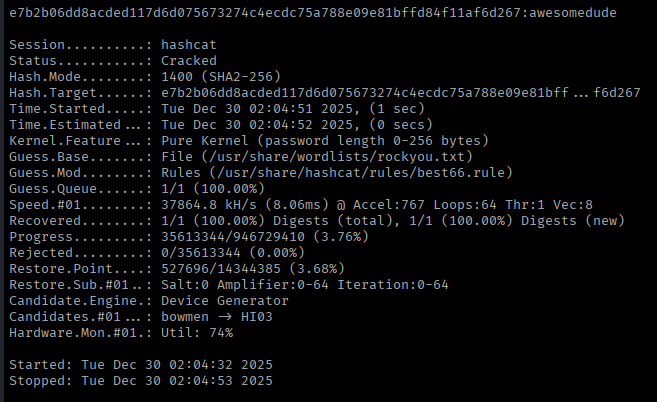 e7b2b06dd8acded117d6d075673274c4ecdc75a788e09e81bffd84f11af6d267:awesomedude

Session..........: hashcat
Status...........: Cracked
Hash.Mode........: 1400 (SHA2-256)
Hash.Target......: e7b2b06dd8acded117d6d075673274c4ecdc75a788e09e81bff...f6d267
Time.Started.....: Tue Dec 30 02:04:51 2025, (1 sec)
Time.Estimated...: Tue Dec 30 02:04:52 2025, (0 secs)
Kernel.Feature...: Pure Kernel (password length 0-256 bytes)
Guess.Base.......: File (/usr/share/wordlists/rockyou.txt)
Guess.Mod........: Rules (/usr/share/hashcat/rules/best66.rule)
Guess.Queue......: 1/1 (100.00%)
Speed.#01........: 37864.8 kH/s (8.06ms) @ Accel:767 Loops:64 Thr:1 Vec:8
Recovered........: 1/1 (100.00%) Digests (total), 1/1 (100.00%) Digests (new)
Progress.........: 35613344/946729410 (3.76%)
Rejected.........: 0/35613344 (0.00%)
Restore.Point....: 527696/14344385 (3.68%)
Restore.Sub.#01..: Salt:0 Amplifier:0-64 Iteration:0-64
Candidate.Engine.: Device Generator
Candidates.#01...: bowmen -> HI03
Hardware.Mon.#01.: Util: 74%

Started: Tue Dec 30 02:04:32 2025
Stopped: Tue Dec 30 02:04:53 2025